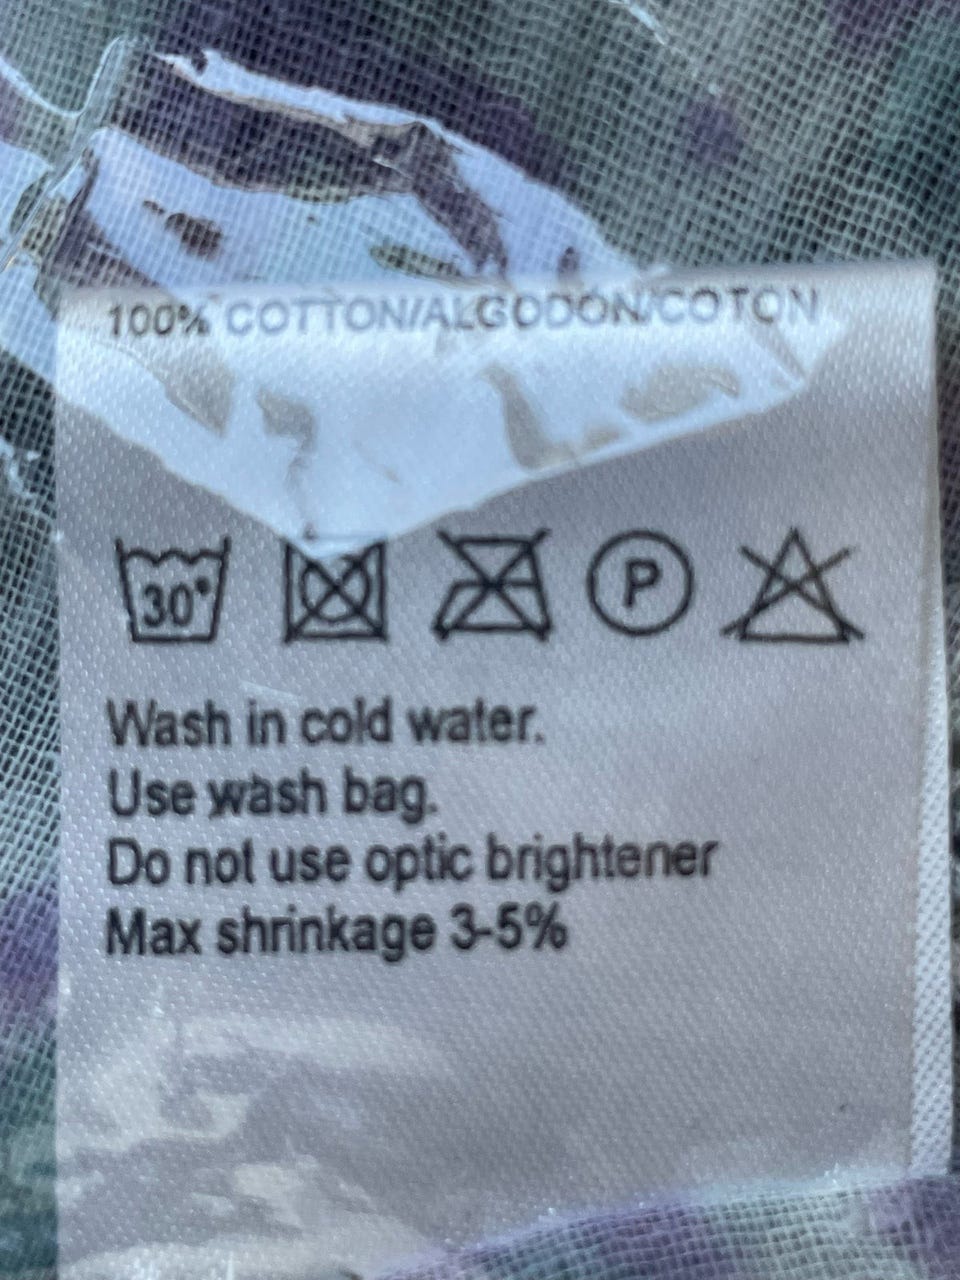 100% COTTON/ALGODON/COTON
30° P
Wash in cold water.
Use wash bag.
Do not use optic brightener
Max shrinkage 3-5%